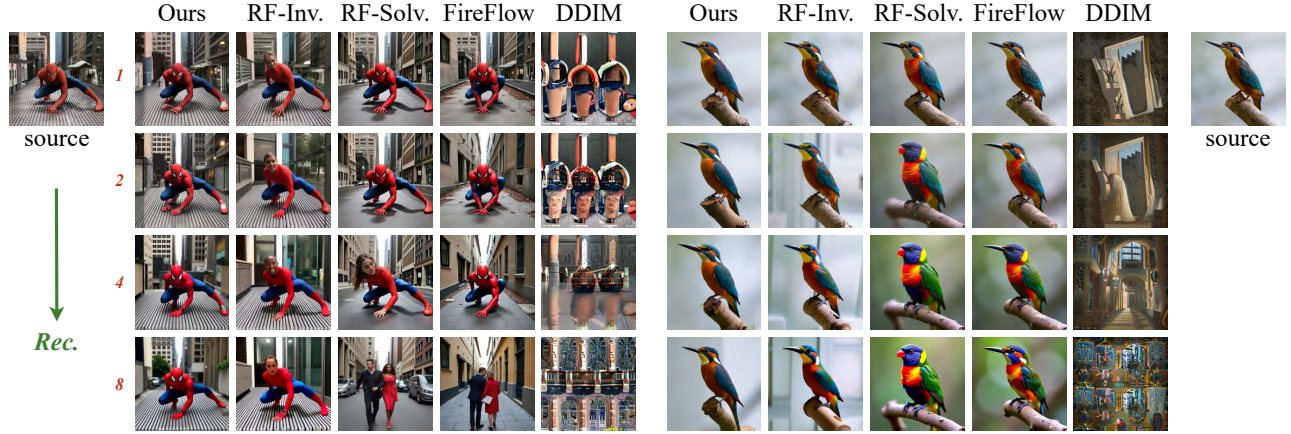 Ours RF-Inv. RF-Solv. FireFlow DDIM Ours RF-Inv. RF-Solv. FireFlow DDIM
1
source
source
2
4
Rec.
8